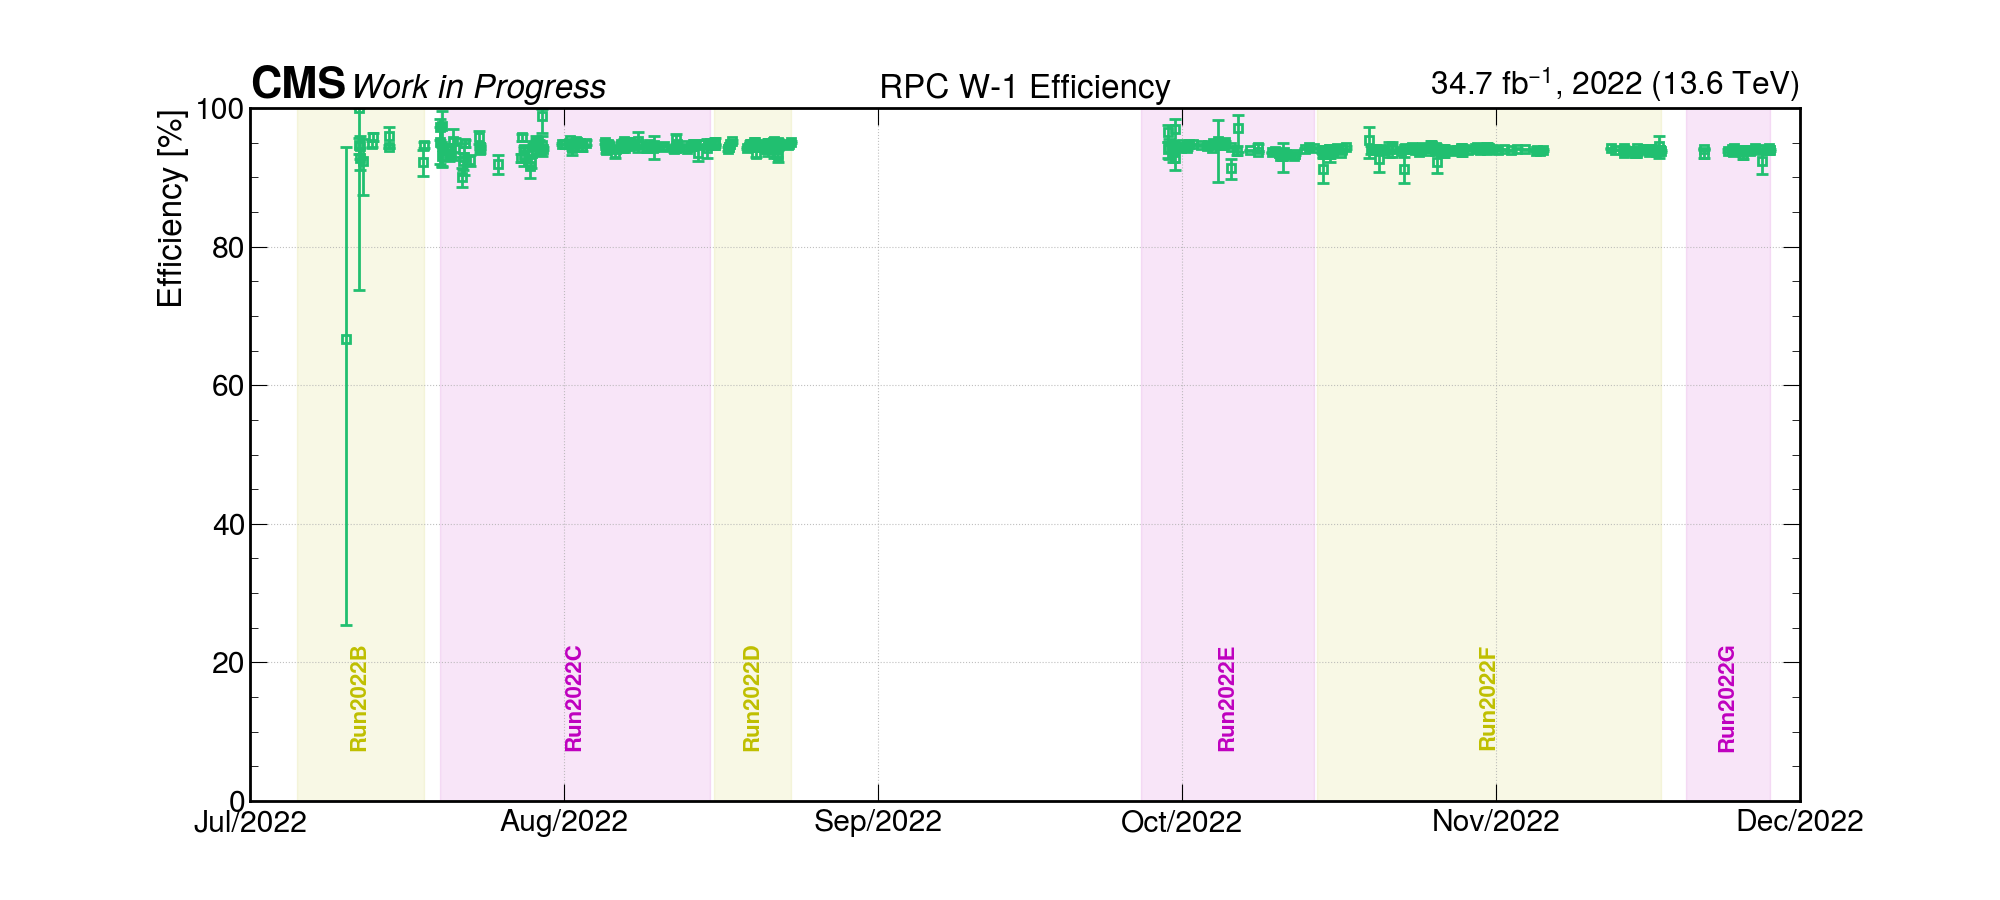 CMS Work in Progress
RPC W-1 Efficiency
34.7 fb⁻¹, 2022 (13.6 TeV)
Efficiency [%]
100
80
60
40
20
0
Run2022B
Run2022C
Run2022D
Run2022E
Run2022F
Run2022G
Jul/2022
Aug/2022
Sep/2022
Oct/2022
Nov/2022
Dec/2022